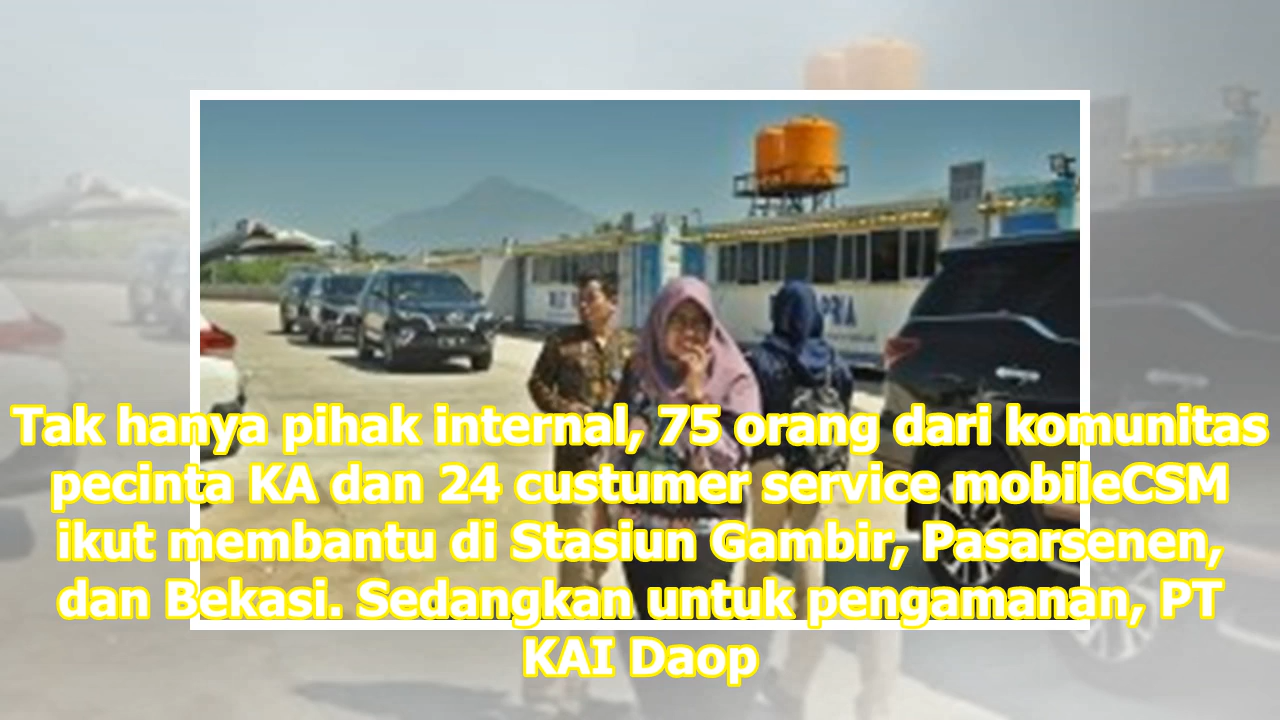 PRIA
Tak hanya pihak internal, 75 orang dari komunitas
pecinta KA dan 24 custumer service mobileCSM
ikut membantu di Stasiun Gambir, Pasarsenen,
dan Bekasi. Sedangkan untuk pengamanan, PT
KAI Daop